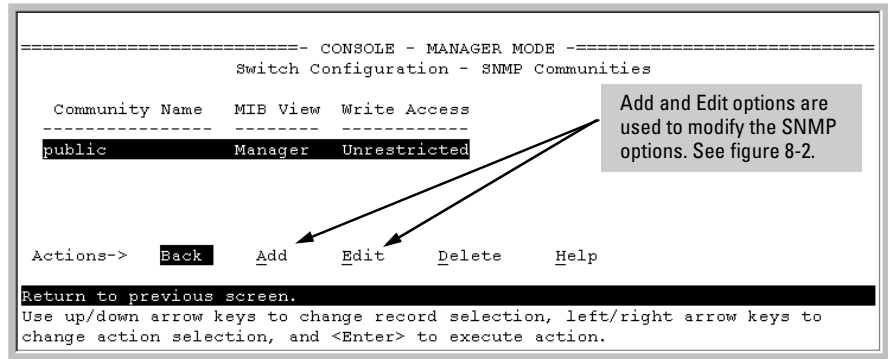 ==========================- CONSOLE - MANAGER MODE -============================
Switch Configuration - SNMP Communities
Community Name MIB View Write Access
---------------- -------- ------------
public Manager Unrestricted
Add and Edit options are
used to modify the SNMP
options. See figure 8-2.
Actions-> Back Add Edit Delete Help
Return to previous screen.
Use up/down arrow keys to change record selection, left/right arrow keys to
change action selection, and <Enter> to execute action.